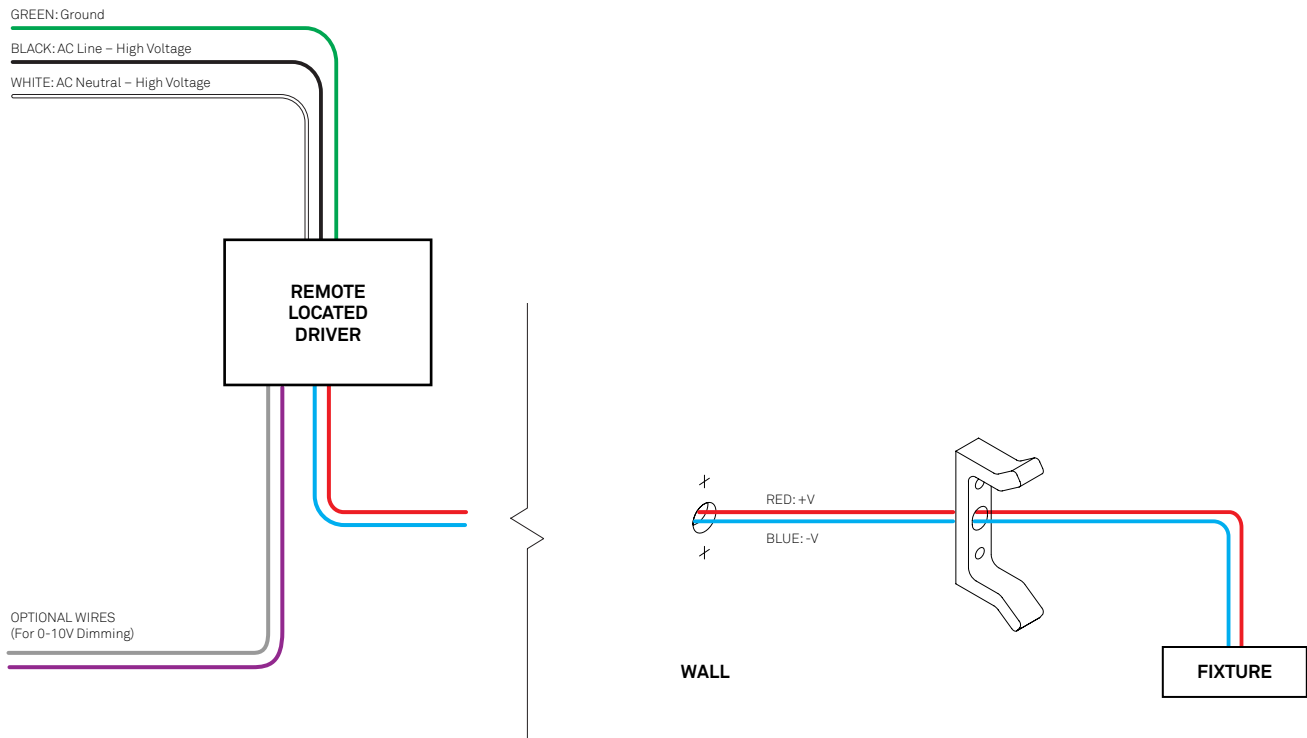 GREEN: Ground
BLACK: AC Line – High Voltage
WHITE: AC Neutral – High Voltage
REMOTE
LOCATED
DRIVER
RED: +V
BLUE: -V
OPTIONAL WIRES
(For 0-10V Dimming)
WALL
FIXTURE